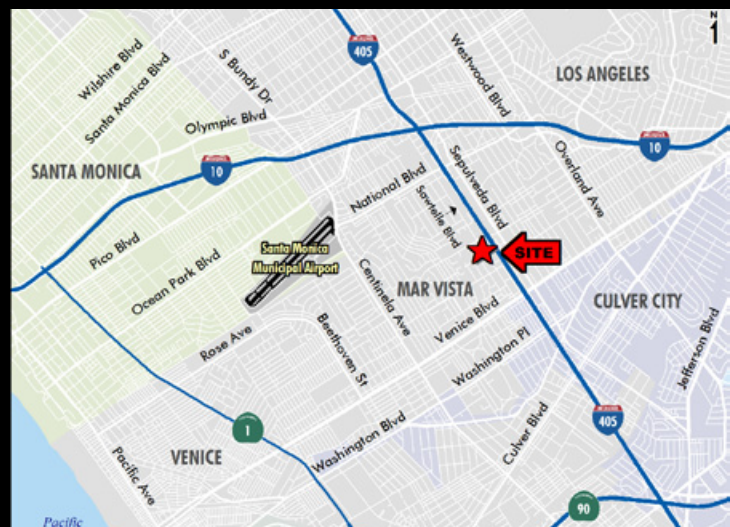 N
1
INTERSTATE
405
LOS ANGELES
Westwood Blvd
Wilshire Blvd
S Bundy Dr
Santa Monica Blvd
Olympic Blvd
10
10
Overland Ave
SANTA MONICA
National Blvd
Sepulveda Blvd
Sawtelle Blvd
Pico Blvd
Ocean Park Blvd
Santa Monica
Municipal Airport
SITE
MAR VISTA
CULVER CITY
Centinela Ave
Venice Blvd
Rose Ave
Beethoven St
Washington Pl
Jefferson Blvd
1
Washington Blvd
Culver Blvd
405
VENICE
Pacific Ave
90
Pacific